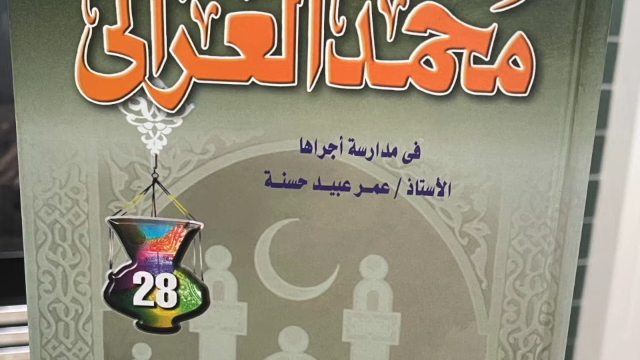 محمد الغزالى
فى مدارسة أجراها
الأستاذ / عمر عبيد حسنة
28